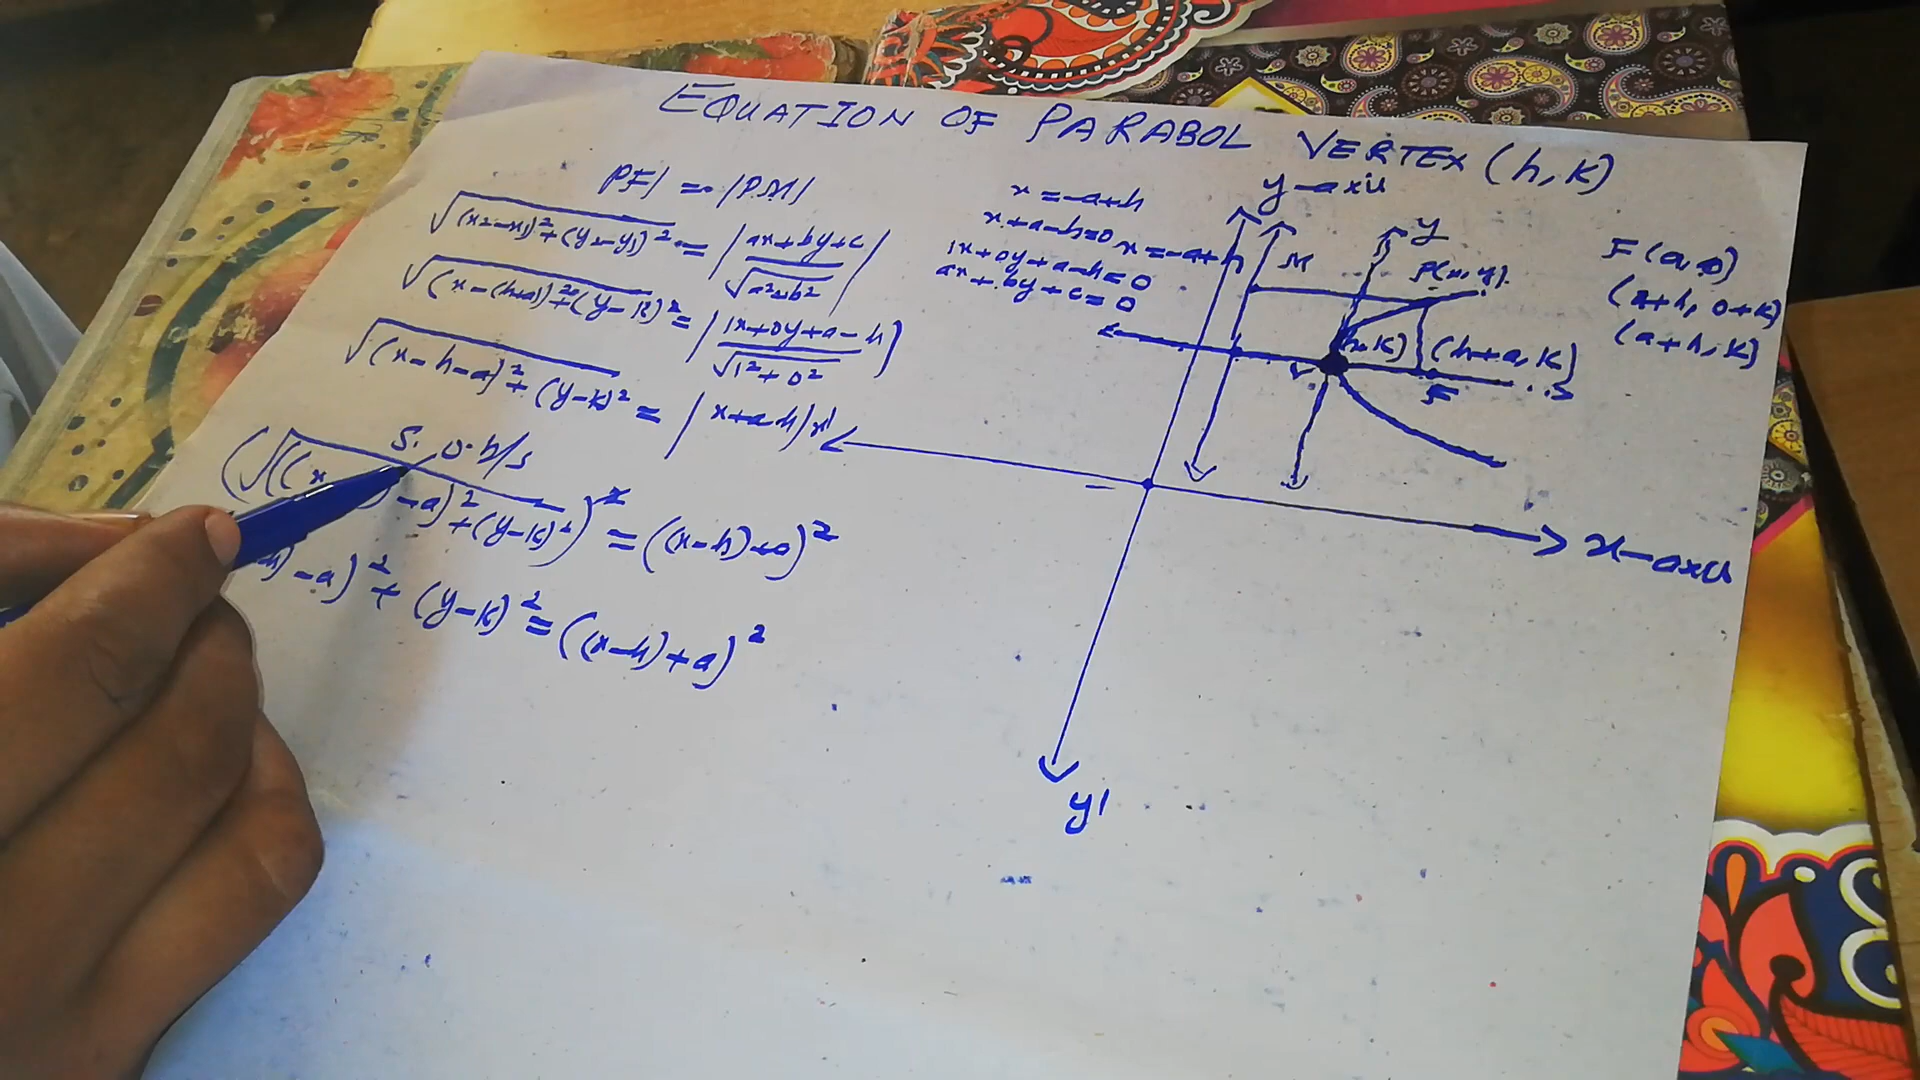 EQUATION OF PARABOL VERTEX (h, K)
PF| = |PM|
√(x2-x1)²+(y2-y1)² = |ax+by+c / √a²+b²|
√(x-(h+a))²+(y-k)² = |1x+0y+a-h / √1²+0²|
√(x-h-a)²+(y-k)² = |x+a-h|
S. O. b/s
(√((x -a)²+(y-k)²)² = ((x-h)+a)²
-a)²+(y-k)² = ((x-h)+a)²
x=-a+h
x+a-h=0
1x+0y+a-h=0
ax+by+c=0
x=-a+h
y-axis
M
y
P(x,y)
(h,k)
(h+a, k)
V
F
x'
x-axis
y'
F(a,0)
(a+h, 0+k)
(a+h, k)